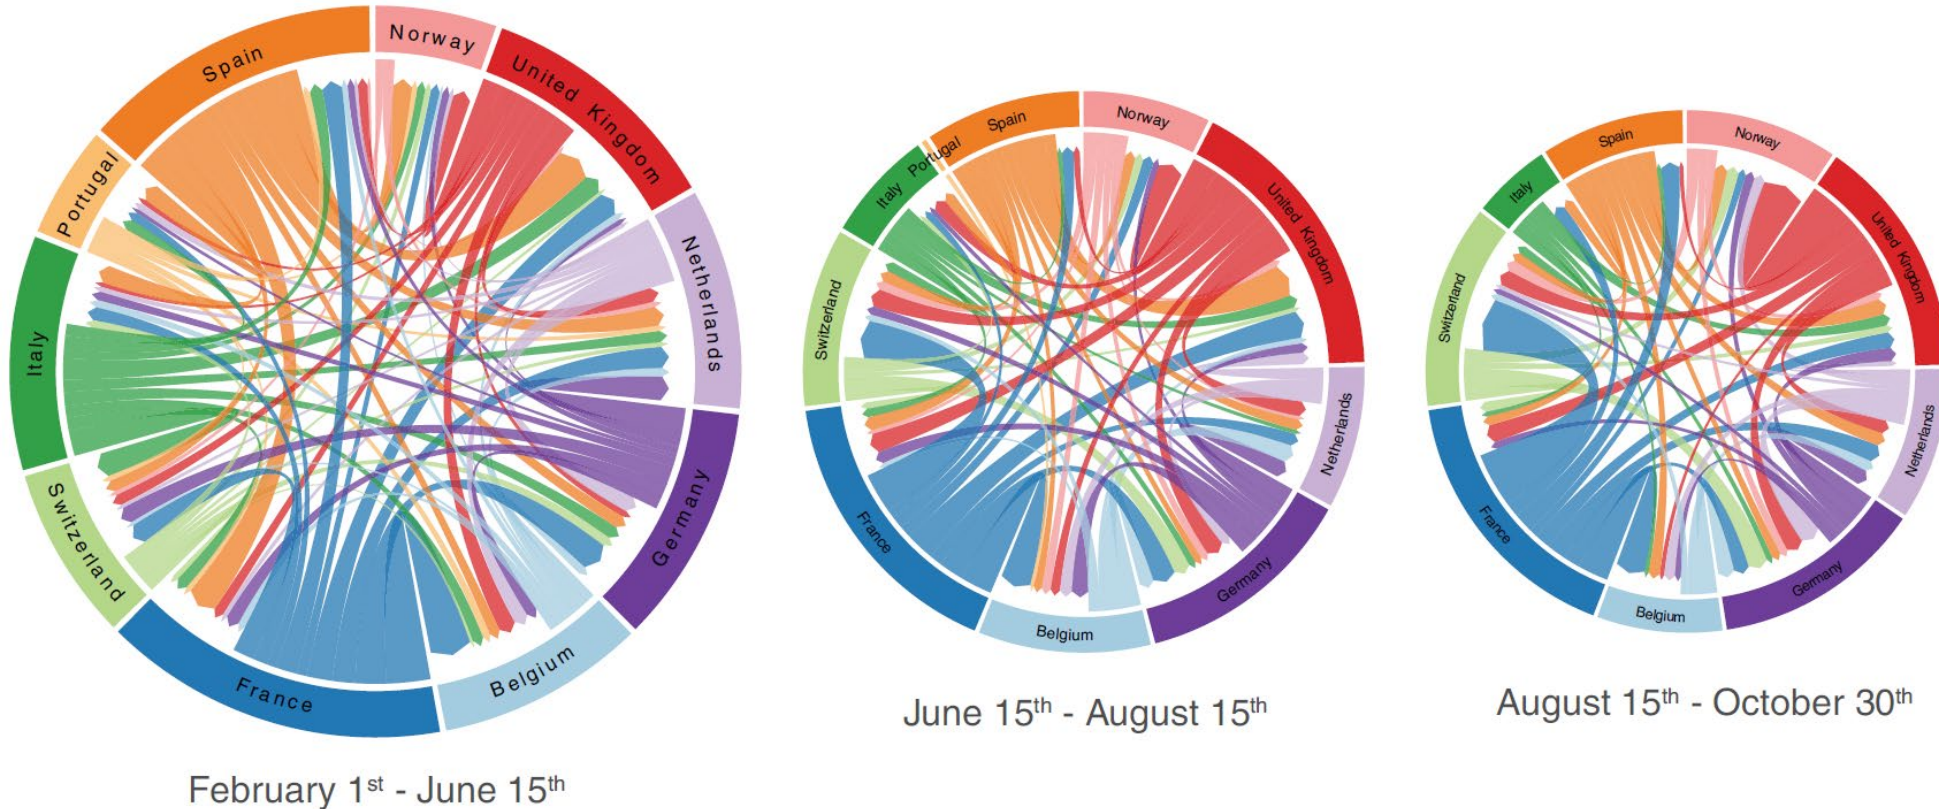 Norway
United Kingdom
Netherlands
Germany
Belgium
France
Switzerland
Italy
Portugal
Spain
February 1st - June 15th
Norway
United Kingdom
Netherlands
Germany
Belgium
France
Switzerland
Italy
Portugal
Spain
June 15th - August 15th
Norway
United Kingdom
Netherlands
Germany
Belgium
France
Switzerland
Italy
Spain
August 15th - October 30th